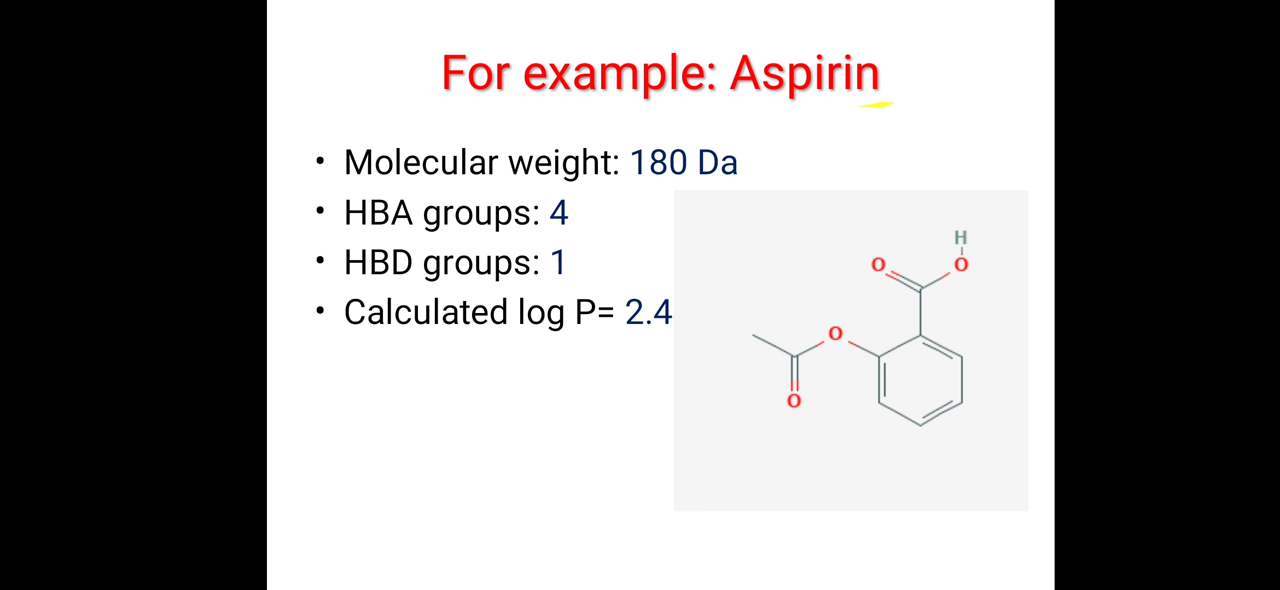 For example: Aspirin
• Molecular weight: 180 Da
• HBA groups: 4
• HBD groups: 1
• Calculated log P= 2.4
H
O
O
O
O